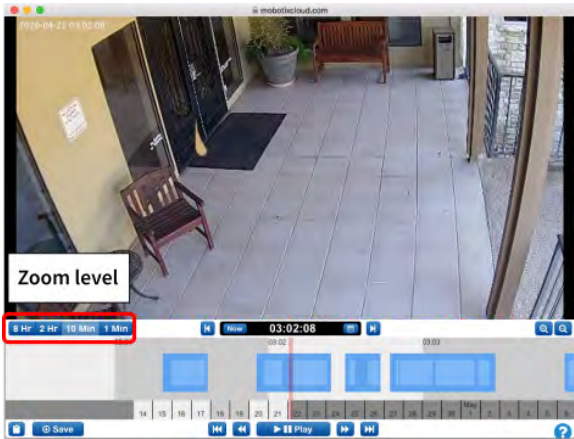 mobotixcloud.com
2020-04-22 03:02:08
Zoom level
8 Hr 2 Hr 10 Min 1 Min
Now 03:02:08
03:02 03:03
May
14 15 16 17 18 19 20 21 22 23 24 25 26 27 28 29 30 1 2 3 4 5 6
Save
Play
?